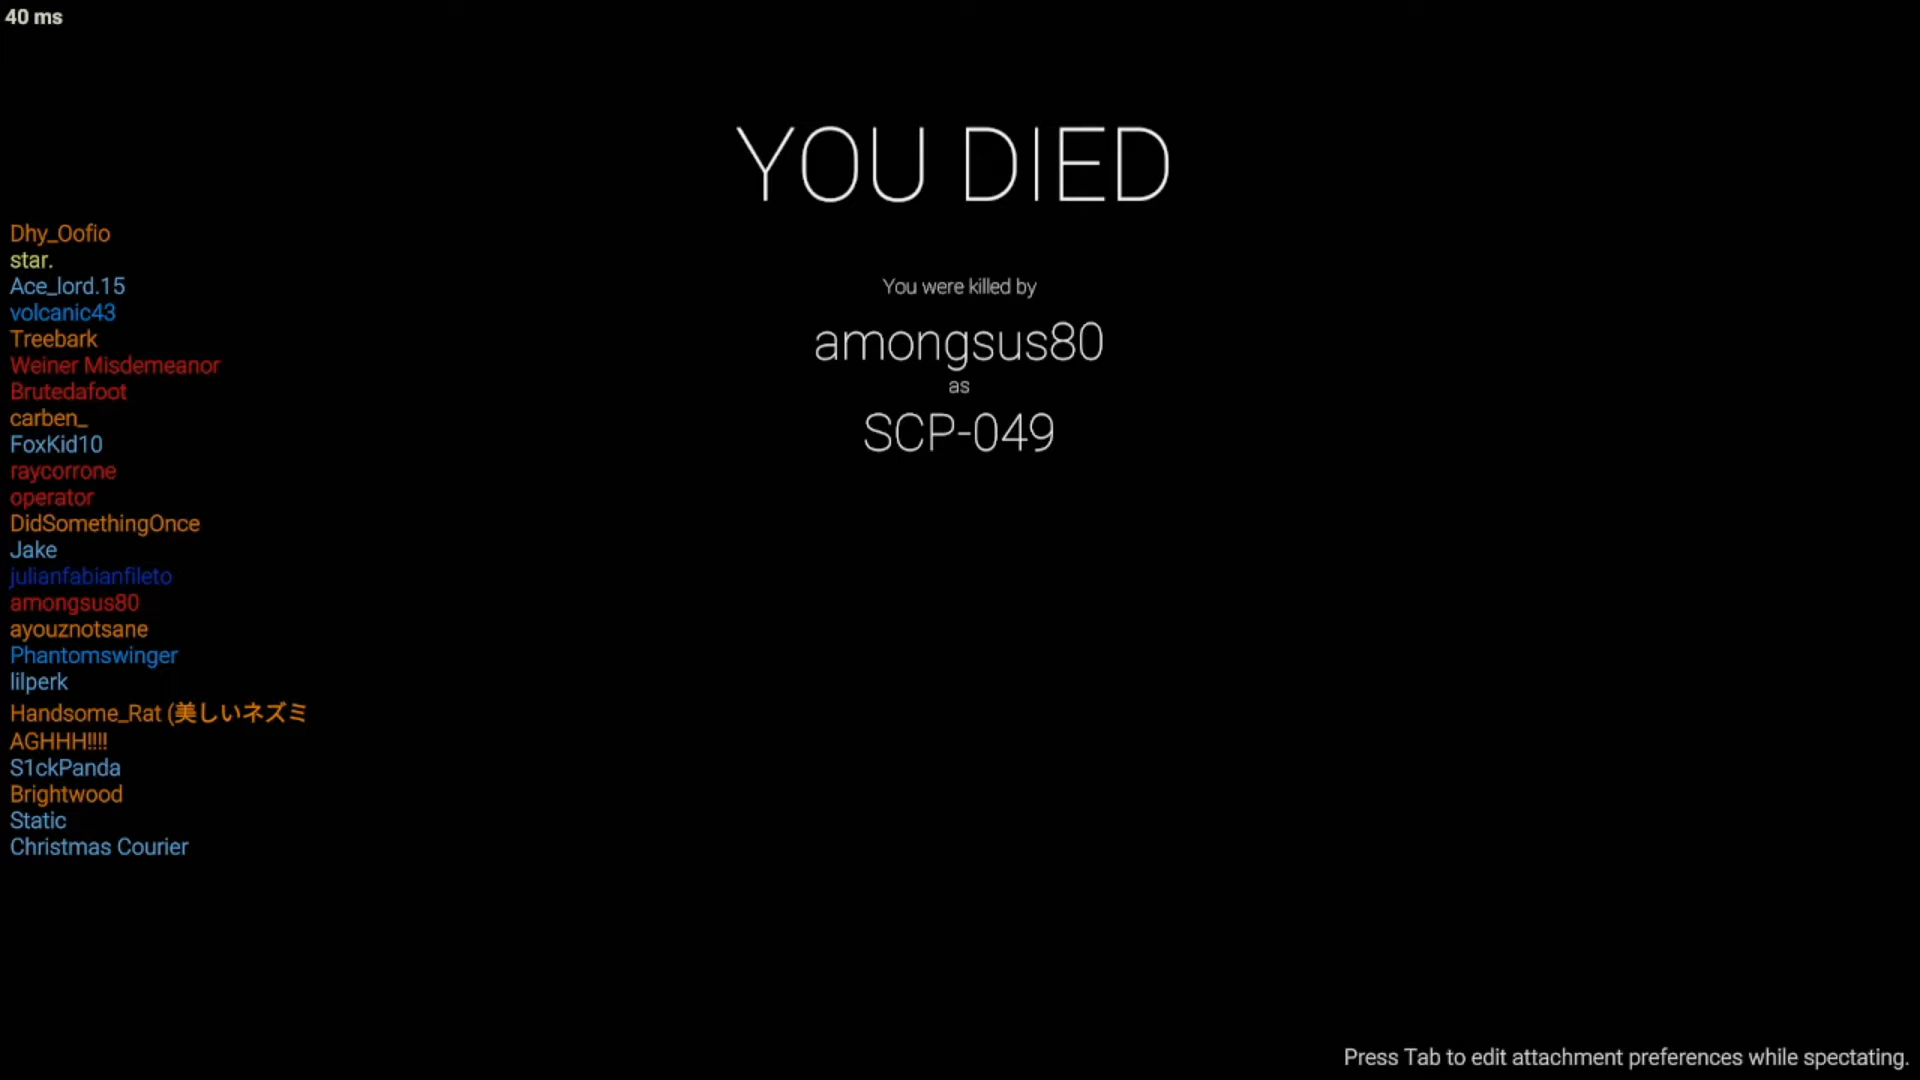 40 ms
YOU DIED
You were killed by
amongsus80
as
SCP-049
Dhy_Oofio
star.
Ace_lord.15
volcanic43
Treebark
Weiner Misdemeanor
Brutedafoot
carben_
FoxKid10
raycorrone
operator
DidSomethingOnce
Jake
julianfabianfileto
amongsus80
ayouznotsane
Phantomswinger
lilperk
Handsome_Rat (美しいネズミ
AGHHH!!!!
S1ckPanda
Brightwood
Static
Christmas Courier
Press Tab to edit attachment preferences while spectating.